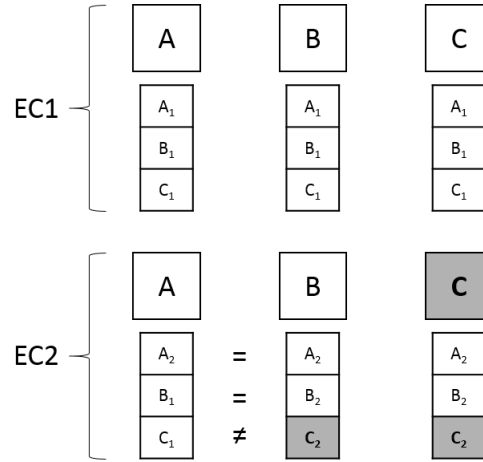 A B C
EC1
A₁ A₁ A₁
B₁ B₁ B₁
C₁ C₁ C₁
A B C
EC2
A₂ = A₂ A₂
B₁ = B₂ B₂
C₁ ≠ C₂ C₂